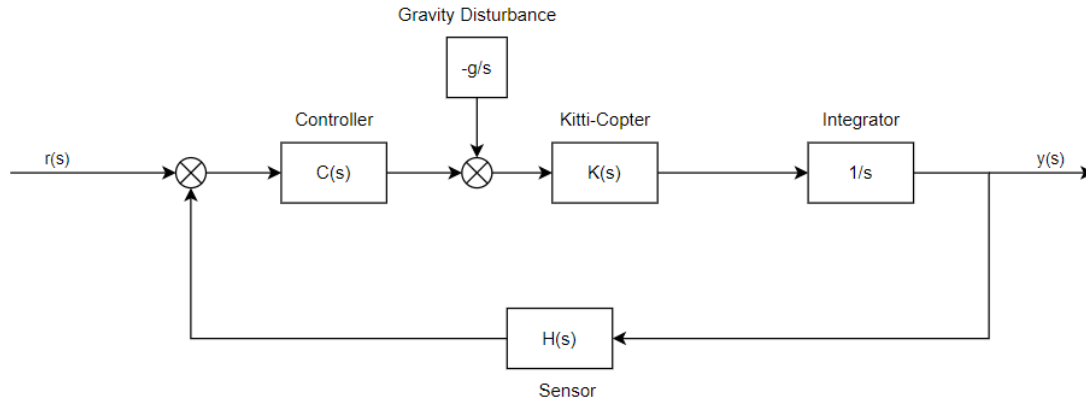 Gravity Disturbance
-g/s
Controller
Kitti-Copter
Integrator
r(s)
C(s)
K(s)
1/s
y(s)
H(s)
Sensor